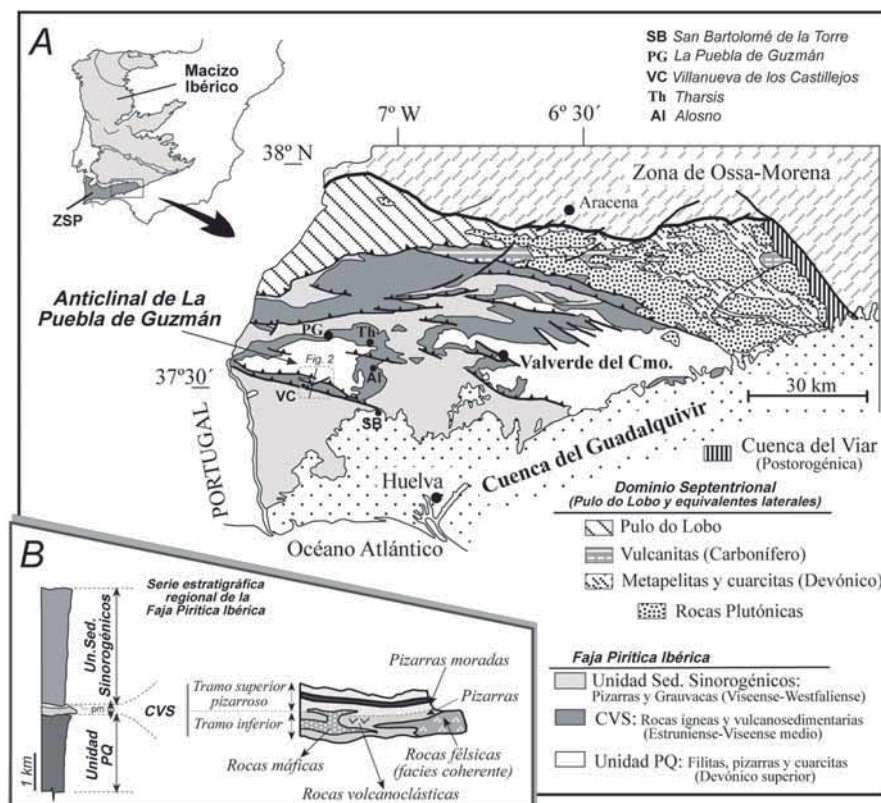 A
Macizo
Ibérico
ZSP
SB San Bartolomé de la Torre
PG La Puebla de Guzmán
VC Villanueva de los Castillejos
Th Tharsis
Al Alosno
7º W
6º 30´
38º N
Zona de Ossa-Morena
Aracena
Anticlinal de La
Puebla de Guzmán
PG
Th
Fig. 2
Al
Valverde del Cmo.
37º30´
VC
SB
30 km
PORTUGAL
Cuenca del Guadalquivir
Huelva
Océano Atlántico
Cuenca del Viar
(Postorogénica)
Dominio Septentrional
(Pulo do Lobo y equivalentes laterales)
Pulo do Lobo
Vulcanitas (Carbonífero)
Metapelitas y cuarcitas (Devónico)
Rocas Plutónicas
Faja Pirítica Ibérica
Unidad Sed. Sinorogénicos:
Pizarras y Grauvacas (Viseense-Westfaliense)
CVS: Rocas ígneas y vulcanosedimentarias
(Estruniense-Viseense medio)
Unidad PQ: Filitas, pizarras y cuarcitas
(Devónico superior)
B
Serie estratigráfica
regional de la
Faja Pirítica Ibérica
Un.Sed.
Sinorogénicos
pm
CVS
Unidad
PQ
1 km
Tramo superior
pizarroso
Tramo inferior
Pizarras moradas
Pizarras
Rocas máficas
Rocas félsicas
(facies coherente)
Rocas volcanoclásticas